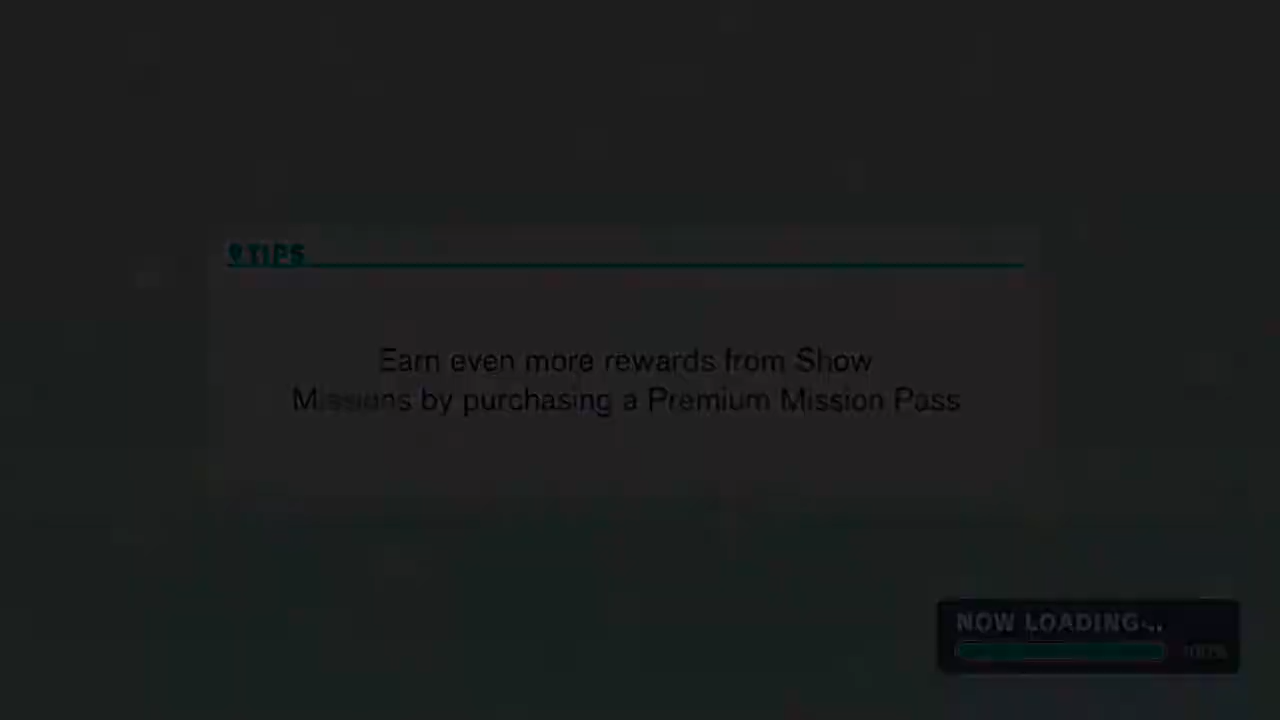 TIPS
Earn even more rewards from Show
Missions by purchasing a Premium Mission Pass
NOW LOADING...